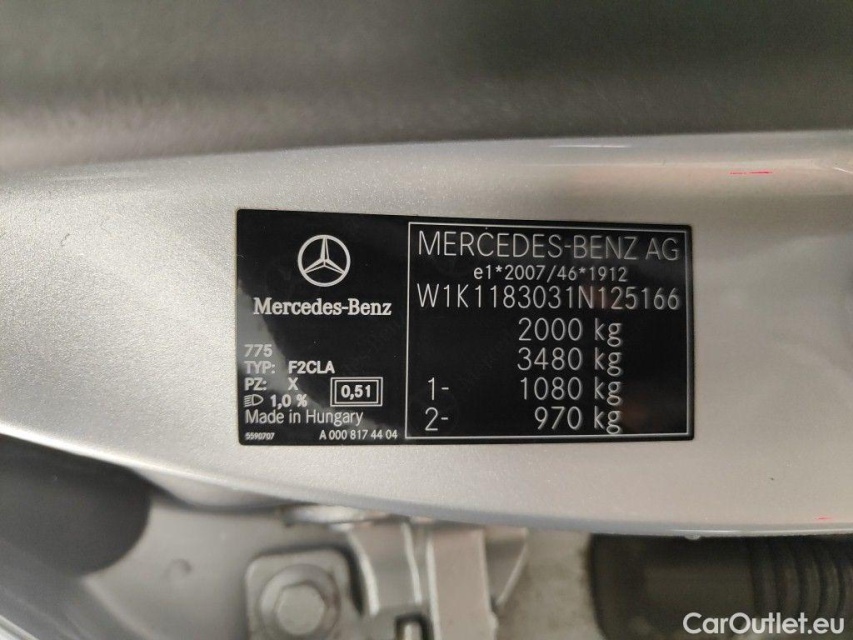 Mercedes-Benz
775
TYP: F2CLA
PZ: X
0,51
1,0 %
Made in Hungary
5590707 A 000 817 44 04
MERCEDES-BENZ AG
e1*2007/46*1912
W1K1183031N125166
2000 kg
3480 kg
1- 1080 kg
2- 970 kg
CarOutlet.eu